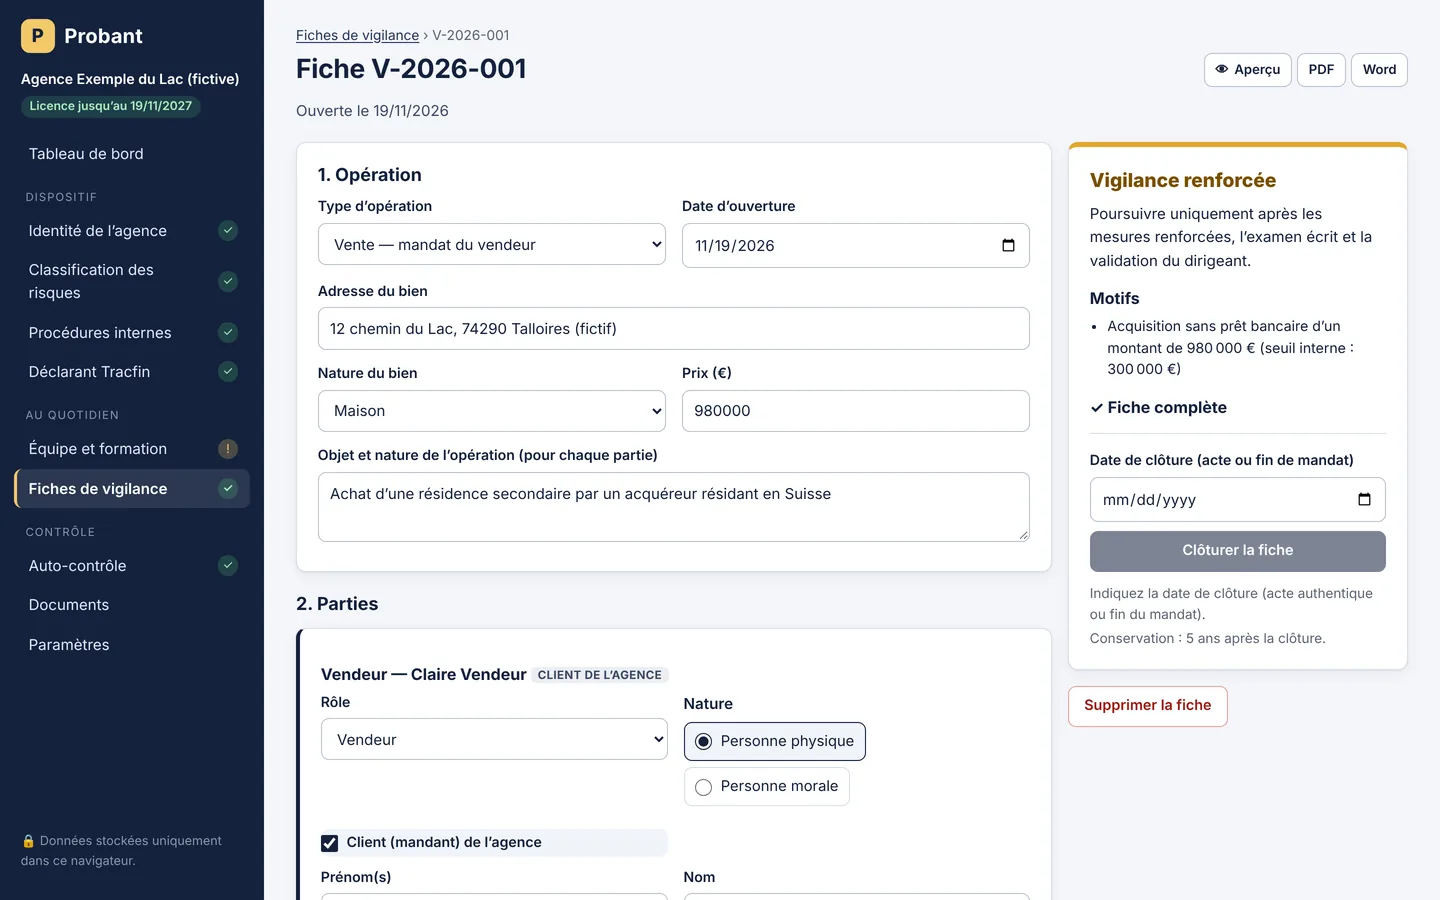 P Probant
Agence Exemple du Lac (fictive)
Licence jusqu’au 19/11/2027
Tableau de bord
DISPOSITIF
Identité de l’agence
Classification des
risques
Procédures internes
Déclarant Tracfin
AU QUOTIDIEN
Équipe et formation
!
Fiches de vigilance
CONTRÔLE
Auto-contrôle
Documents
Paramètres
Données stockées uniquement
dans ce navigateur.
Fiches de vigilance › V-2026-001
Fiche V-2026-001
Ouverte le 19/11/2026
Aperçu
PDF
Word
1. Opération
Type d’opération
Vente — mandat du vendeur
Date d’ouverture
11/19/2026
Adresse du bien
12 chemin du Lac, 74290 Talloires (fictif)
Nature du bien
Maison
Prix (€)
980000
Objet et nature de l’opération (pour chaque partie)
Achat d’une résidence secondaire par un acquéreur résidant en Suisse
2. Parties
Vendeur — Claire Vendeur CLIENT DE L’AGENCE
Rôle
Vendeur
Nature
Personne physique
Personne morale
Client (mandant) de l’agence
Prénom(s)
Nom
Vigilance renforcée
Poursuivre uniquement après les
mesures renforcées, l’examen écrit et la
validation du dirigeant.
Motifs
• Acquisition sans prêt bancaire d’un
montant de 980 000 € (seuil interne :
300 000 €)
✓ Fiche complète
Date de clôture (acte ou fin de mandat)
mm/dd/yyyy
Clôturer la fiche
Indiquez la date de clôture (acte authentique
ou fin du mandat).
Conservation : 5 ans après la clôture.
Supprimer la fiche